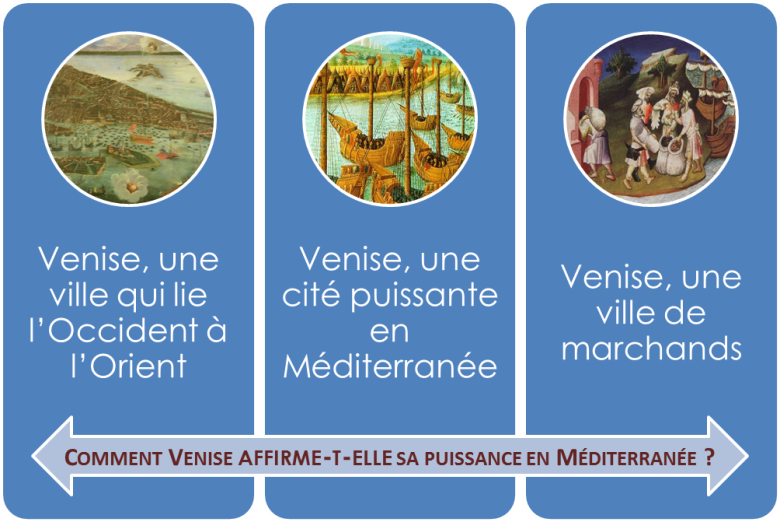 Venise, une
ville qui lie
l’Occident à
l’Orient
Venise, une
cité puissante
en
Méditerranée
Venise, une
ville de
marchands
COMMENT VENISE AFFIRME-T-ELLE SA PUISSANCE EN MÉDITERRANÉE ?